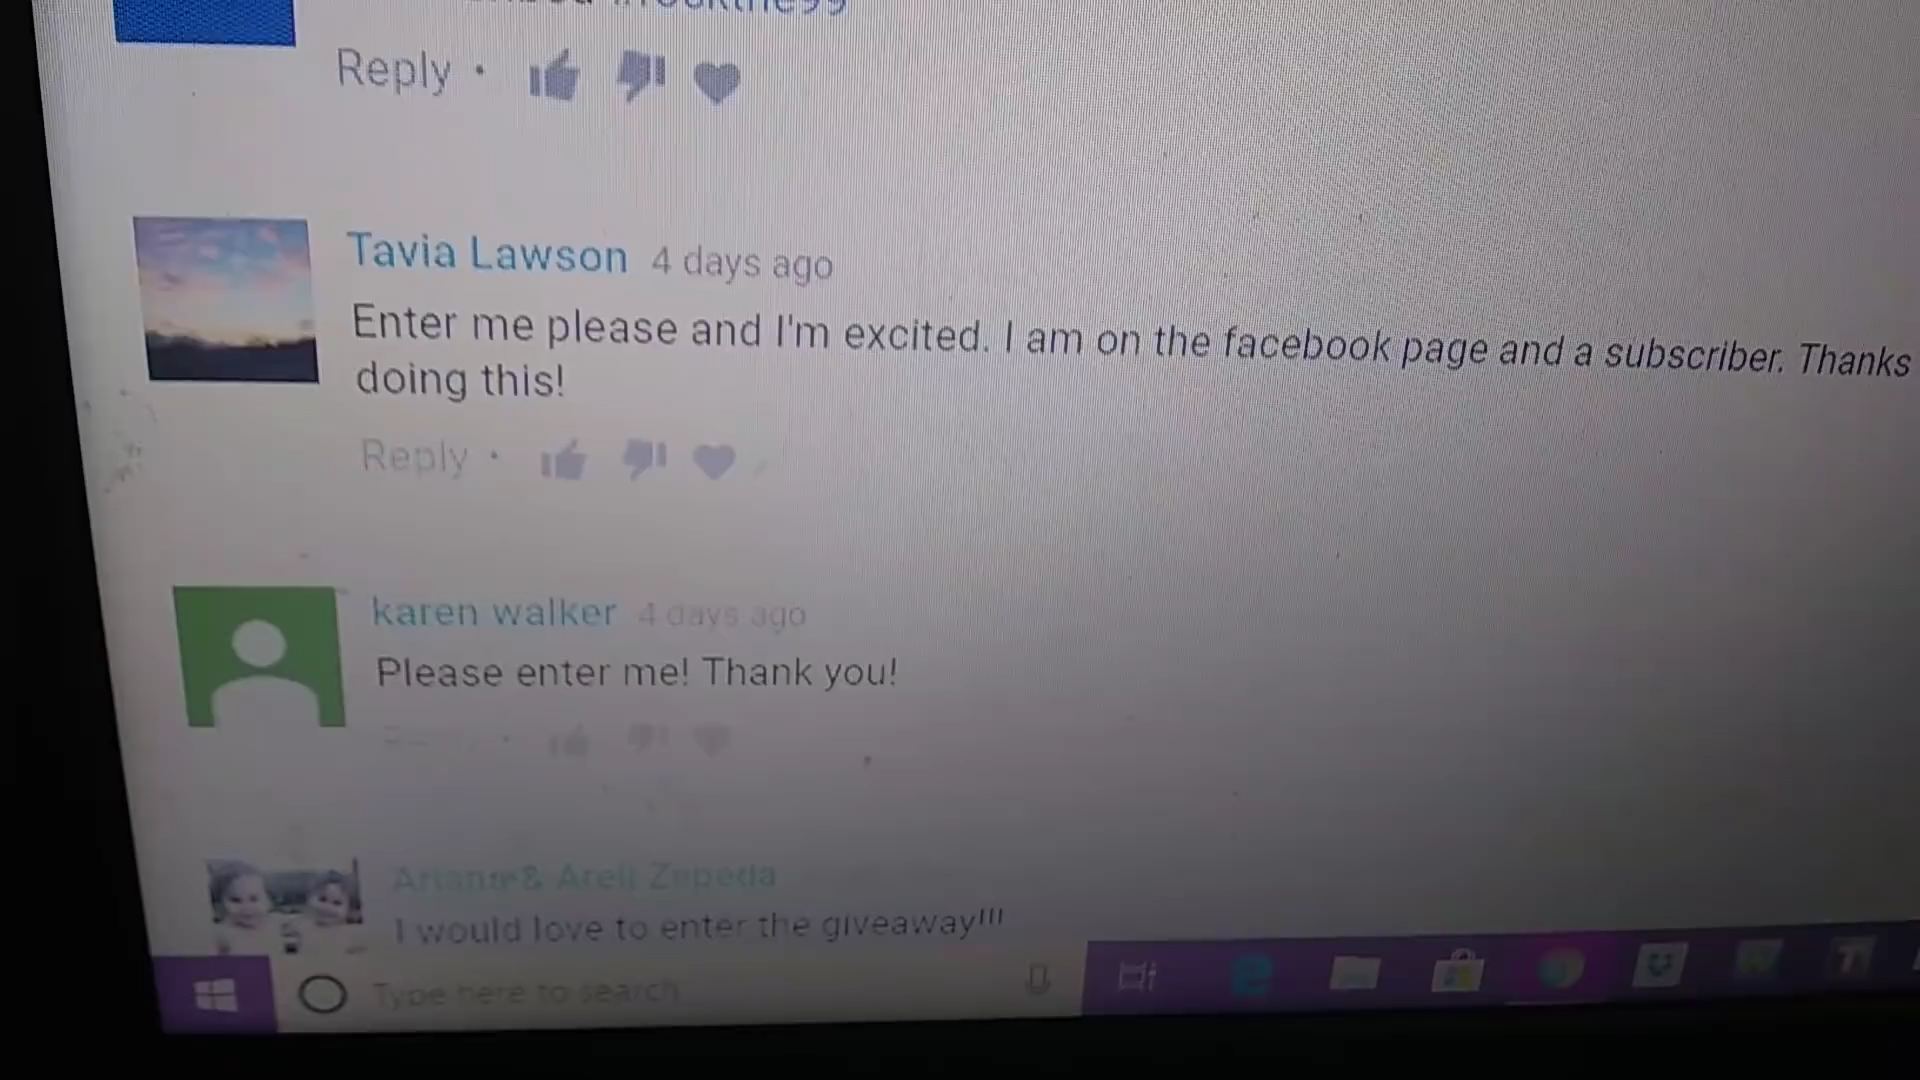 Reply •
Tavia Lawson 4 days ago
Enter me please and I'm excited. I am on the facebook page and a subscriber. Thanks
doing this!
Reply •
karen walker 4 days ago
Please enter me! Thank you!
& Areli Zepeda
I would love to enter the giveaway!!!
Type here to search